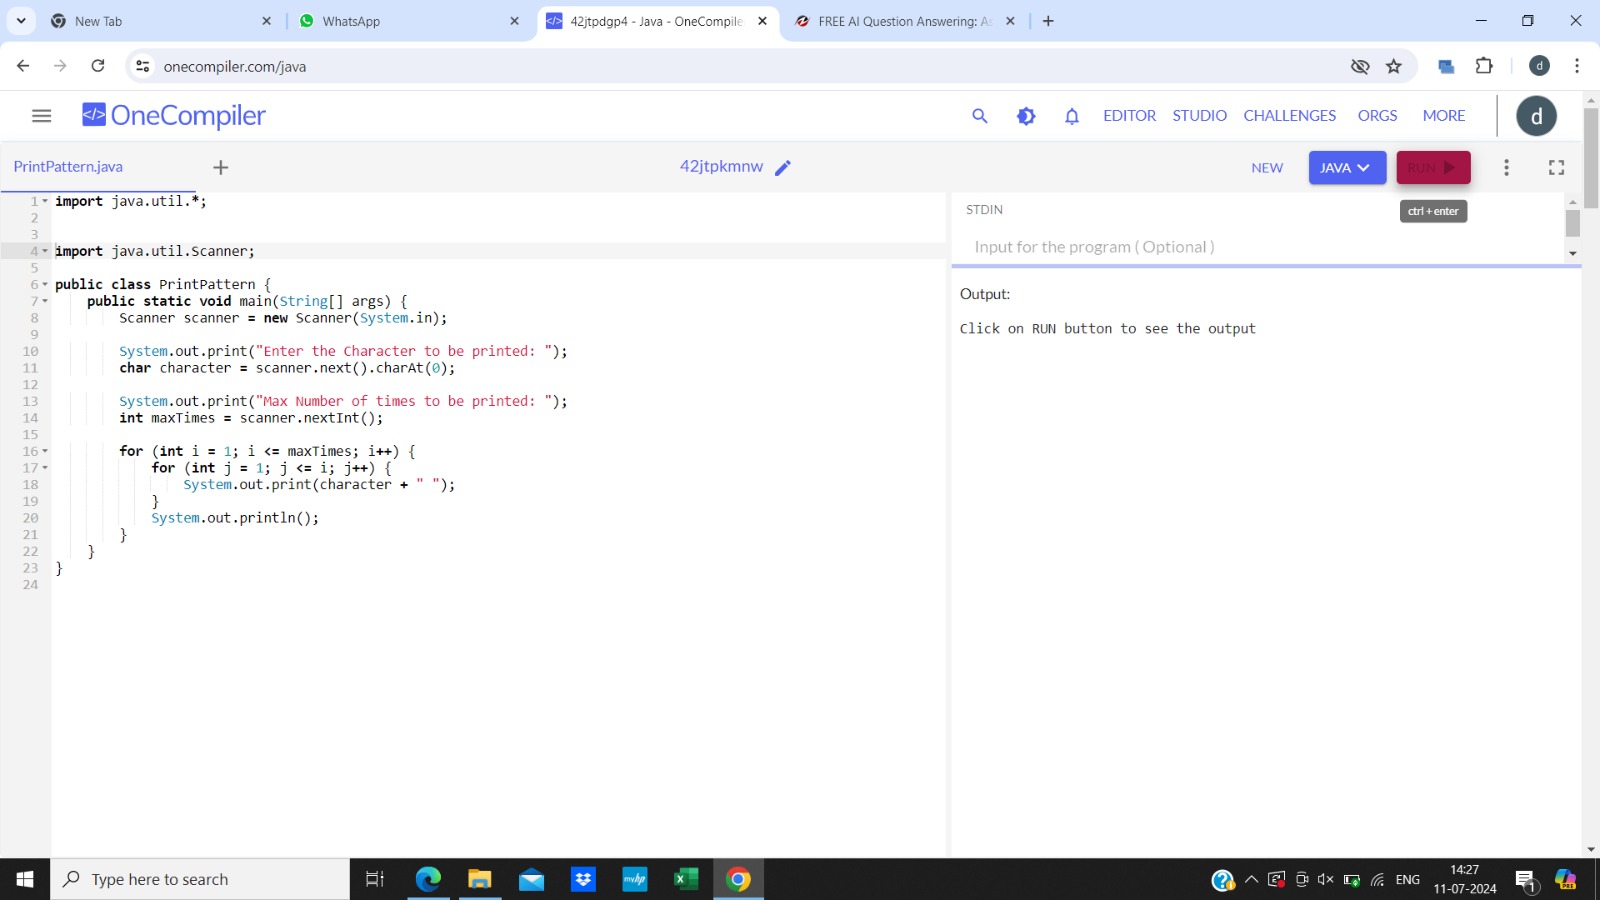 New Tab
WhatsApp
42jtpdgp4 - Java - OneCompile
FREE AI Question Answering: A
onecompiler.com/java
d
OneCompiler
EDITOR
STUDIO
CHALLENGES
ORGS
MORE
d
PrintPattern.java
42jtpkmnw
NEW
JAVA
RUN
ctrl + enter
1 import java.util.*;
2
3
4 import java.util.Scanner;
5
6 public class PrintPattern {
7 public static void main(String[] args) {
8 Scanner scanner = new Scanner(System.in);
9
10 System.out.print("Enter the Character to be printed: ");
11 char character = scanner.next().charAt(0);
12
13 System.out.print("Max Number of times to be printed: ");
14 int maxTimes = scanner.nextInt();
15
16 for (int i = 1; i <= maxTimes; i++) {
17 for (int j = 1; j <= i; j++) {
18 System.out.print(character + " ");
19 }
20 System.out.println();
21 }
22 }
23 }
24
STDIN
Input for the program ( Optional )
Output:
Click on RUN button to see the output
Type here to search
ENG
14:27
11-07-2024
1